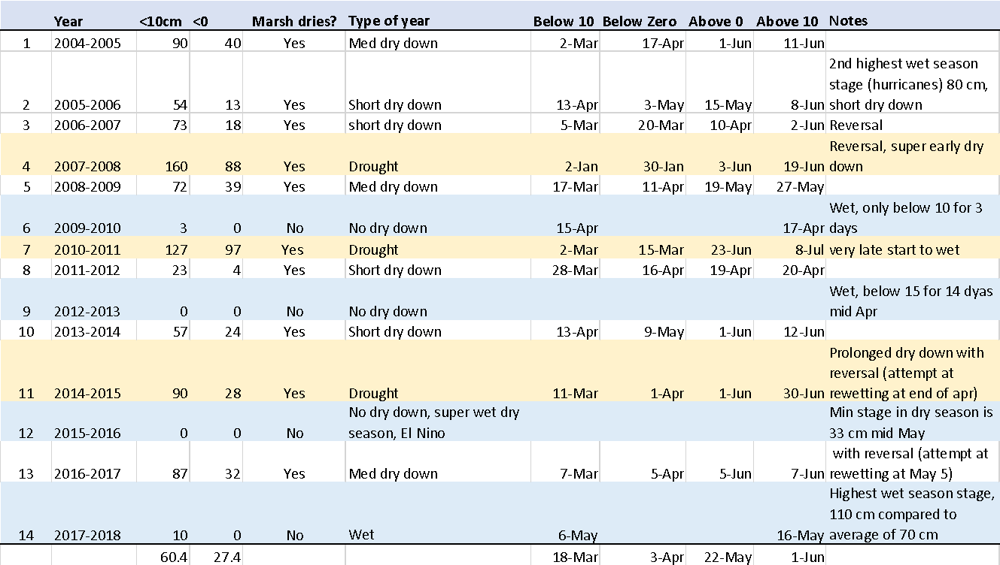 Year <10cm <0 Marsh dries? Type of year Below 10 Below Zero Above 0 Above 10 Notes
1 2004-2005 90 40 Yes Med dry down 2-Mar 17-Apr 1-Jun 11-Jun
2nd highest wet season
stage (hurricanes) 80 cm,
2 2005-2006 54 13 Yes Short dry down 13-Apr 3-May 15-May 8-Jun short dry down
3 2006-2007 73 18 Yes short dry down 5-Mar 20-Mar 10-Apr 2-Jun Reversal
Reversal, super early dry
4 2007-2008 160 88 Yes Drought 2-Jan 30-Jan 3-Jun 19-Jun down
5 2008-2009 72 39 Yes Med dry down 17-Mar 11-Apr 19-May 27-May
Wet, only below 10 for 3
6 2009-2010 3 0 No No dry down 15-Apr 17-Apr days
7 2010-2011 127 97 Yes Drought 2-Mar 15-Mar 23-Jun 8-Jul very late start to wet
8 2011-2012 23 4 Yes Short dry down 28-Mar 16-Apr 19-Apr 20-Apr
Wet, below 15 for 14 dyas
9 2012-2013 0 0 No No dry down mid Apr
10 2013-2014 57 24 Yes Short dry down 13-Apr 9-May 1-Jun 12-Jun
Prolonged dry down with
reversal (attempt at
11 2014-2015 90 28 Yes Drought 11-Mar 1-Apr 1-Jun 30-Jun rewetting at end of apr)
No dry down, super wet dry Min stage in dry season is
12 2015-2016 0 0 No season, El Nino 33 cm mid May
with reversal (attempt at
13 2016-2017 87 32 Yes Med dry down 7-Mar 5-Apr 5-Jun 7-Jun rewetting at May 5)
Highest wet season stage,
110 cm compared to
14 2017-2018 10 0 No Wet 6-May 16-May average of 70 cm
60.4 27.4 18-Mar 3-Apr 22-May 1-Jun